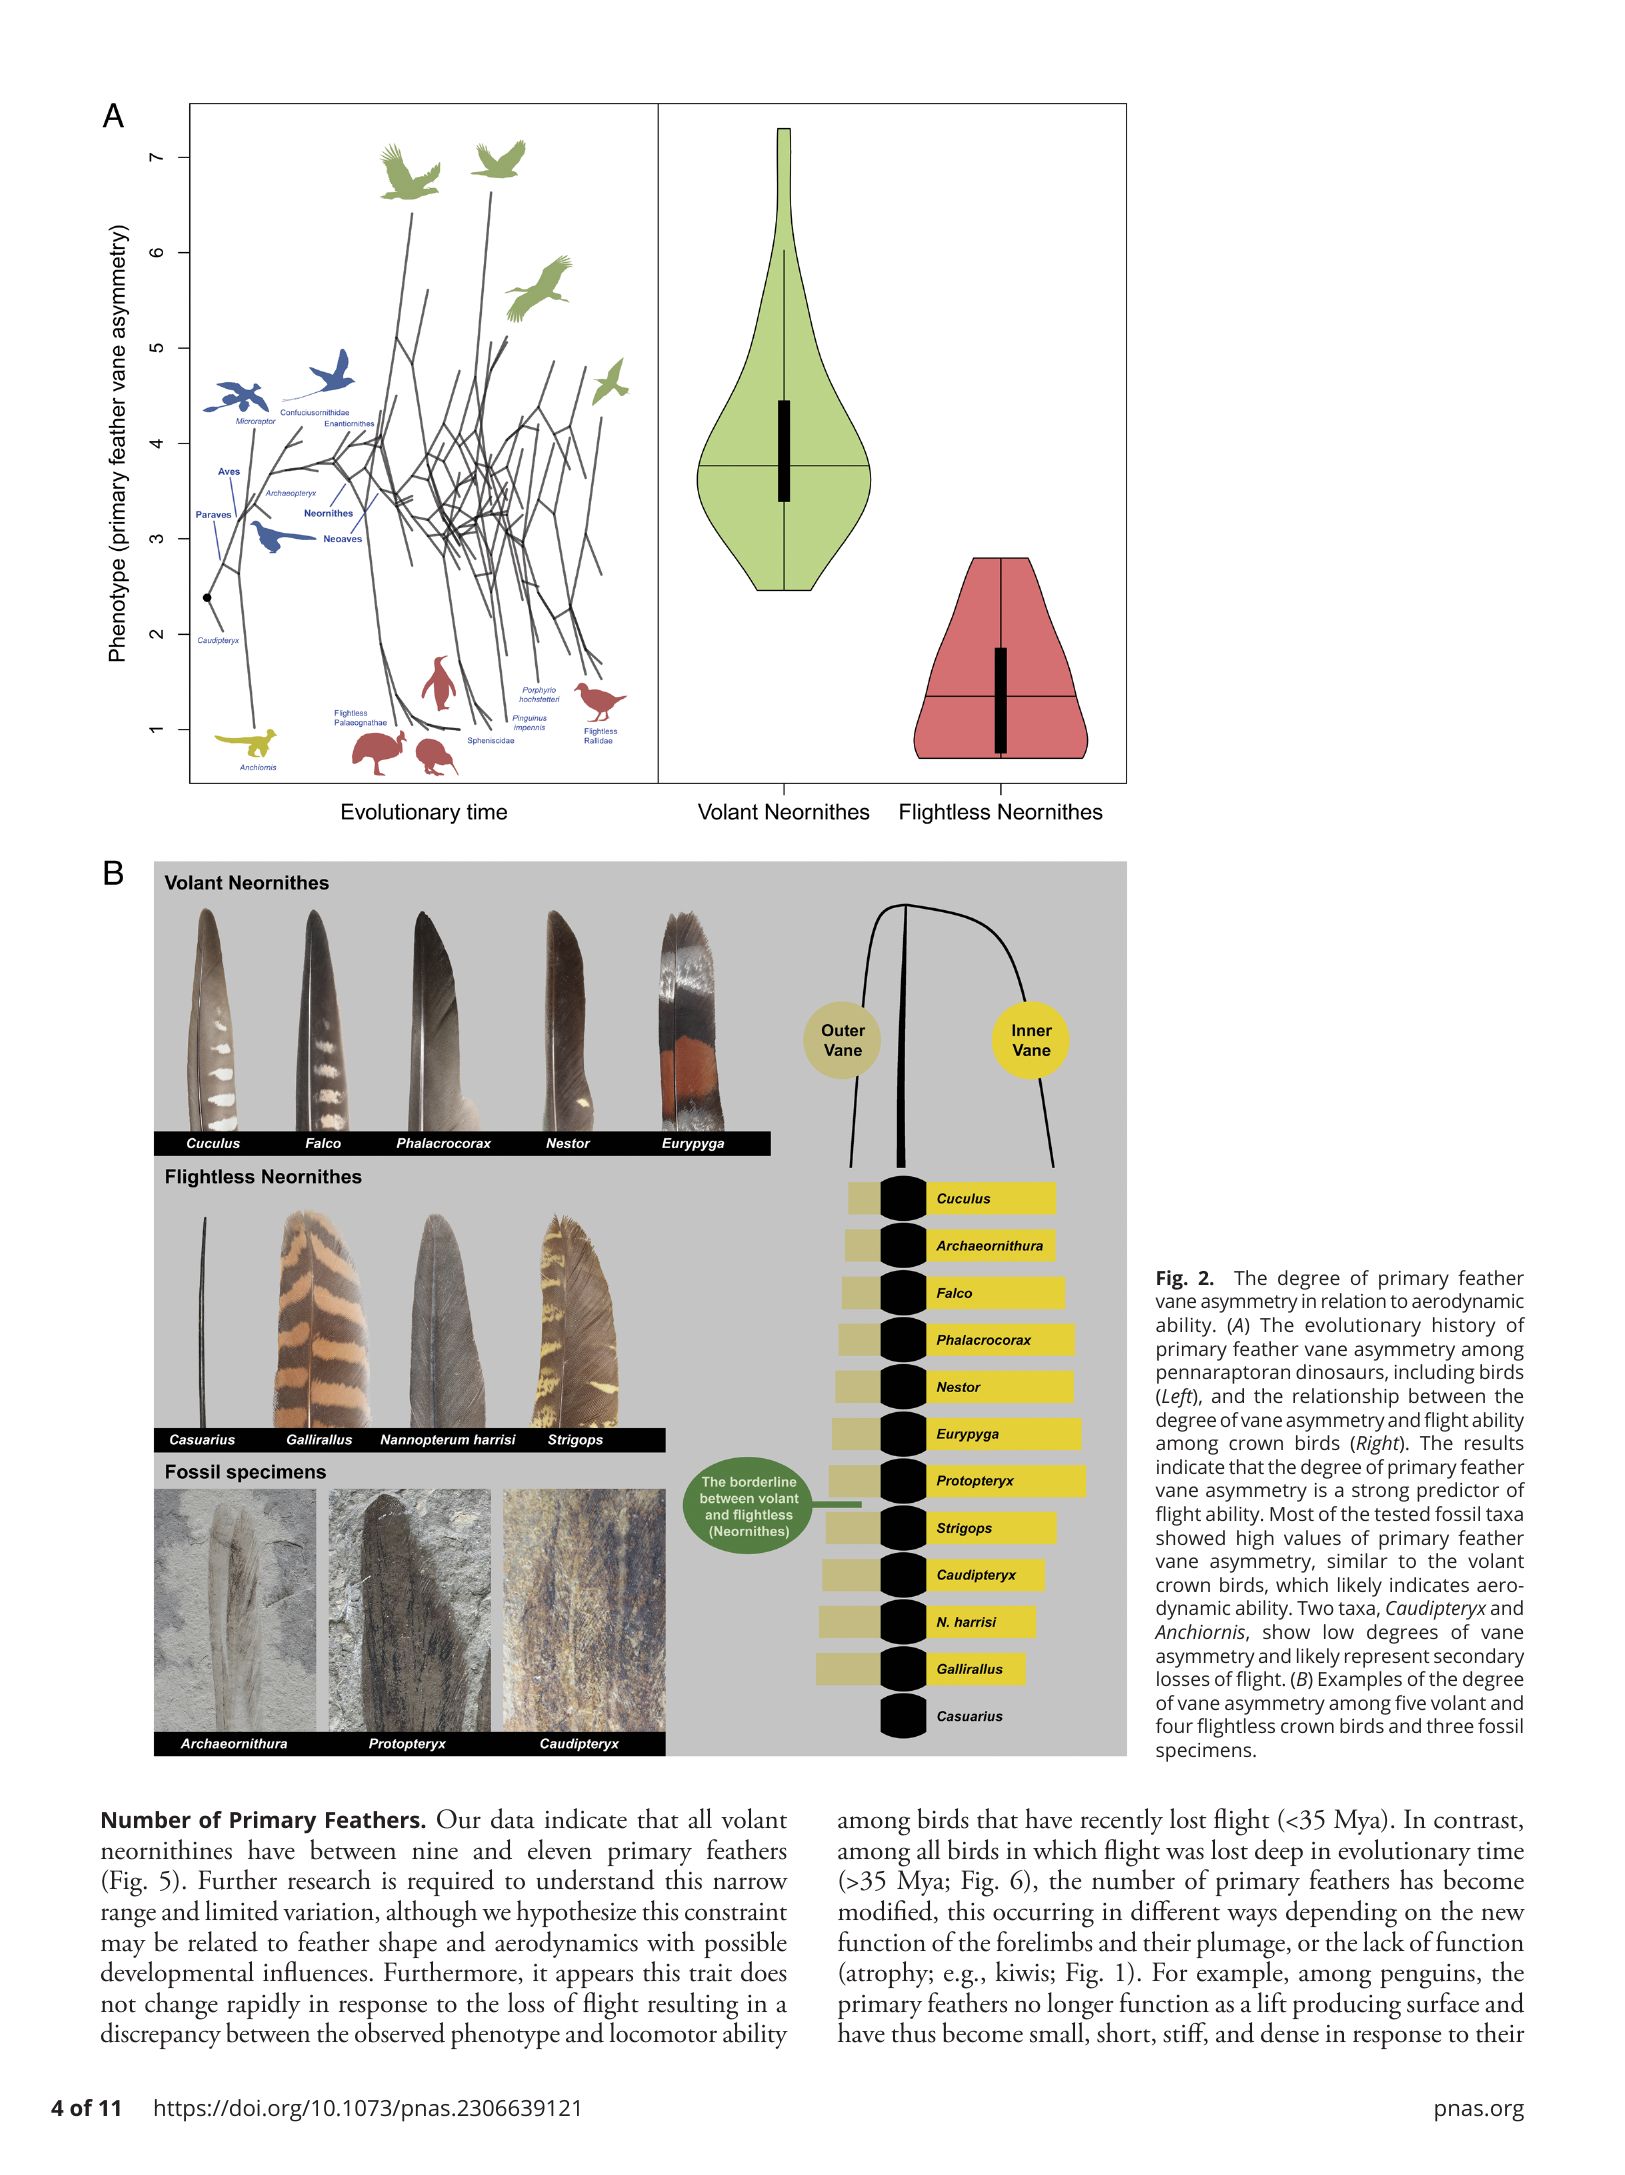 A
Phenotype (primary feather vane asymmetry)
7
6
5
4
3
2
1
Microraptor
Confuciusornithidae
Enantiornithes
Aves
Archaeopteryx
Paraves
Neornithes
Neoaves
Caudipteryx
Anchiornis
Flightless
Palaeognathae
Spheniscidae
Porphyrio
hochstetteri
Pinguinus
impennis
Flightless
Rallidae
Evolutionary time
Volant Neornithes
Flightless Neornithes
B
Volant Neornithes
Cuculus
Falco
Phalacrocorax
Nestor
Eurypyga
Flightless Neornithes
Casuarius
Gallirallus
Nannopterum harrisi
Strigops
Fossil specimens
Archaeornithura
Protopteryx
Caudipteryx
Outer
Vane
Inner
Vane
Cuculus
Archaeornithura
Falco
Phalacrocorax
Nestor
Eurypyga
Protopteryx
The borderline
between volant
and flightless
(Neornithes)
Strigops
Caudipteryx
N. harrisi
Gallirallus
Casuarius
Fig. 2. The degree of primary feather
vane asymmetry in relation to aerodynamic
ability. (A) The evolutionary history of
primary feather vane asymmetry among
pennaraptoran dinosaurs, including birds
(Left), and the relationship between the
degree of vane asymmetry and flight ability
among crown birds (Right). The results
indicate that the degree of primary feather
vane asymmetry is a strong predictor of
flight ability. Most of the tested fossil taxa
showed high values of primary feather
vane asymmetry, similar to the volant
crown birds, which likely indicates aero-
dynamic ability. Two taxa, Caudipteryx and
Anchiornis, show low degrees of vane
asymmetry and likely represent secondary
losses of flight. (B) Examples of the degree
of vane asymmetry among five volant and
four flightless crown birds and three fossil
specimens.
Number of Primary Feathers. Our data indicate that all volant
neornithines have between nine and eleven primary feathers
(Fig. 5). Further research is required to understand this narrow
range and limited variation, although we hypothesize this constraint
may be related to feather shape and aerodynamics with possible
developmental influences. Furthermore, it appears this trait does
not change rapidly in response to the loss of flight resulting in a
discrepancy between the observed phenotype and locomotor ability
among birds that have recently lost flight (<35 Mya). In contrast,
among all birds in which flight was lost deep in evolutionary time
(>35 Mya; Fig. 6), the number of primary feathers has become
modified, this occurring in different ways depending on the new
function of the forelimbs and their plumage, or the lack of function
(atrophy; e.g., kiwis; Fig. 1). For example, among penguins, the
primary feathers no longer function as a lift producing surface and
have thus become small, short, stiff, and dense in response to their
4 of 11 https://doi.org/10.1073/pnas.2306639121
pnas.org